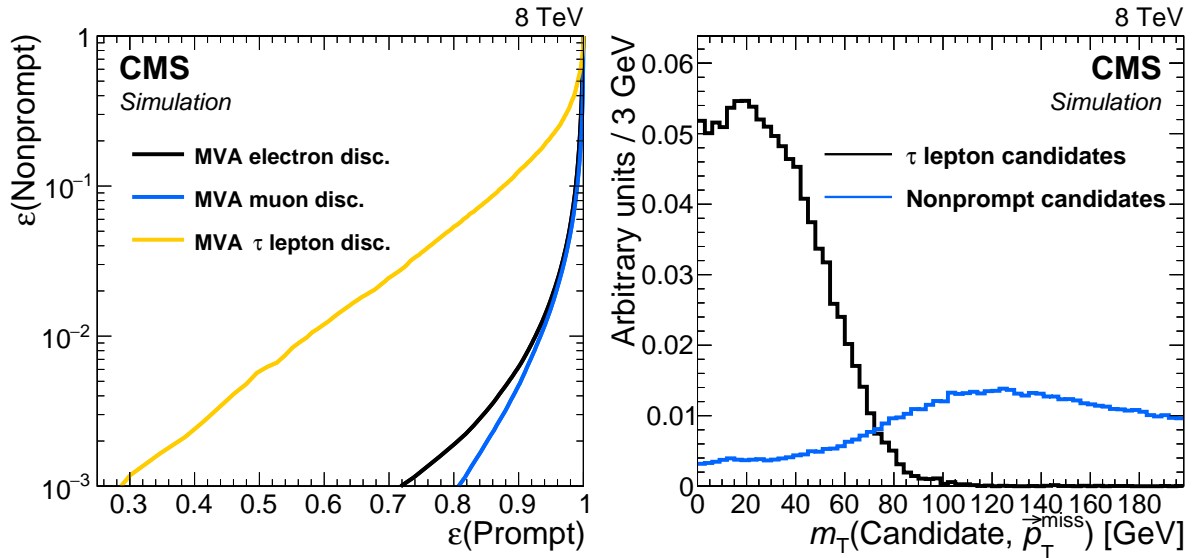 8 TeV
CMS
Simulation
MVA electron disc.
MVA muon disc.
MVA τ lepton disc.
ε(Nonprompt)
1
10⁻¹
10⁻²
10⁻³
0.3 0.4 0.5 0.6 0.7 0.8 0.9 1
ε(Prompt)
8 TeV
CMS
Simulation
τ lepton candidates
Nonprompt candidates
Arbitrary units / 3 GeV
0.06
0.05
0.04
0.03
0.02
0.01
0
0 20 40 60 80 100 120 140 160 180
m_T(Candidate, p⃗_T^miss) [GeV]